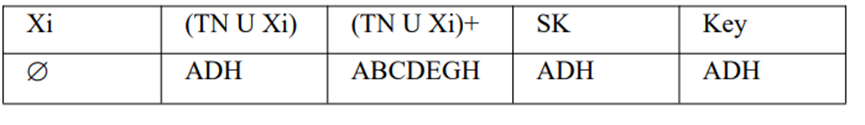 Xi (TN U Xi) (TN U Xi)+ SK Key
∅ ADH ABCDEGH ADH ADH